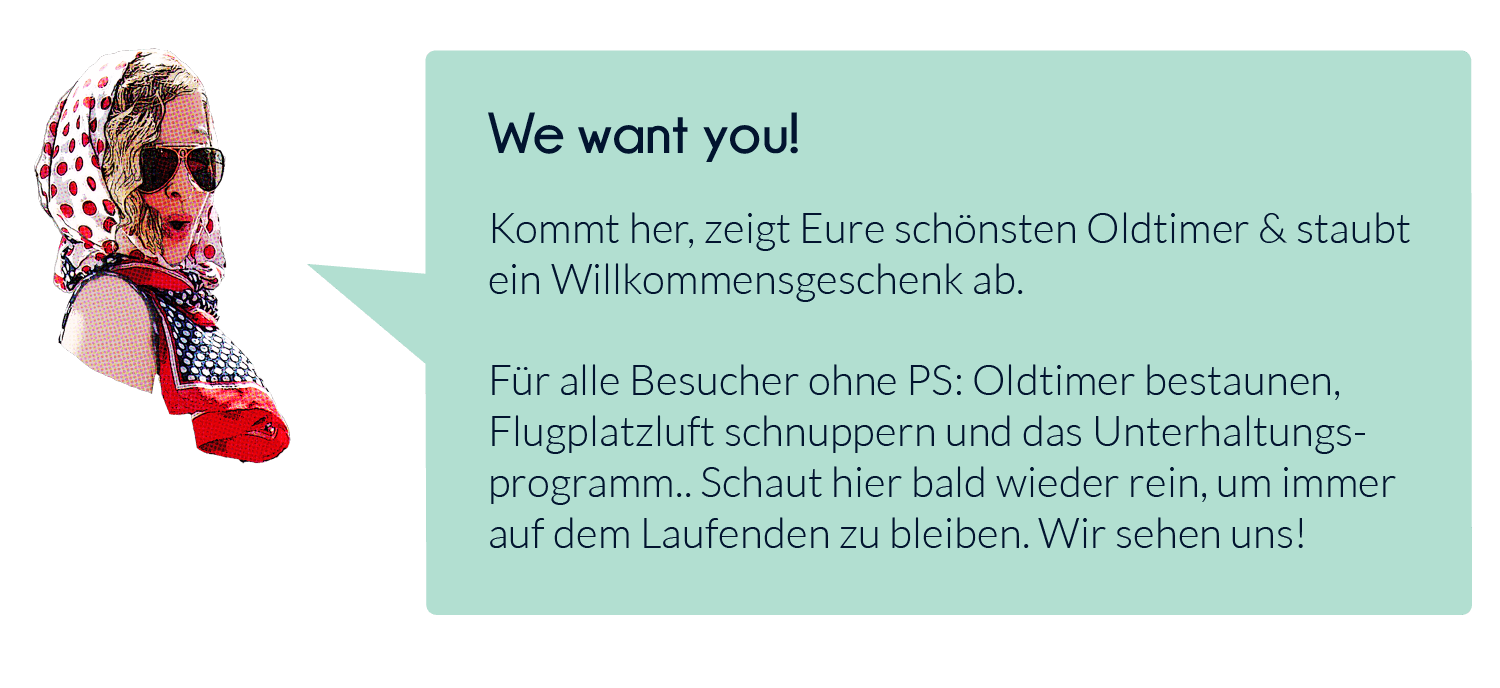 We want you!
Kommt her, zeigt Eure schönsten Oldtimer & staubt
ein Willkommensgeschenk ab.
Für alle Besucher ohne PS: Oldtimer bestaunen,
Flugplatzluft schnuppern und das Unterhaltungs-
programm.. Schaut hier bald wieder rein, um immer
auf dem Laufenden zu bleiben. Wir sehen uns!